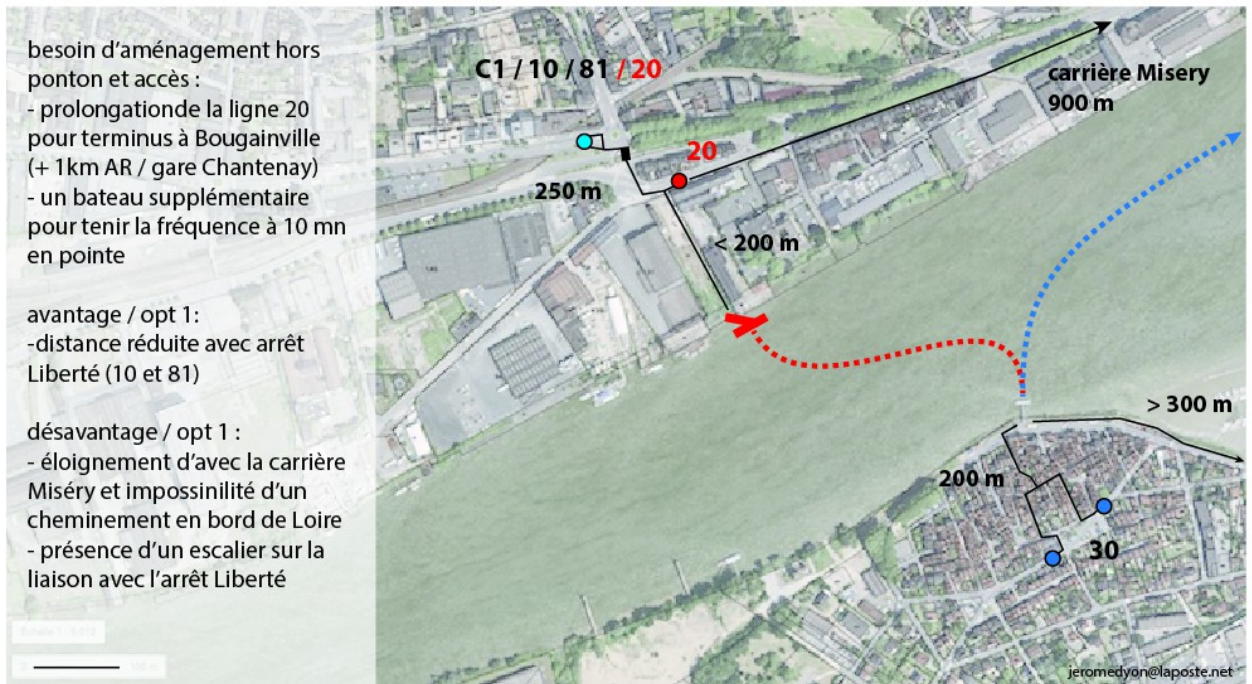 besoin d'aménagement hors
ponton et accès :
- prolongationde la ligne 20
pour terminus à Bougainville
(+ 1km AR / gare Chantenay)
- un bateau supplémentaire
pour tenir la fréquence à 10 mn
en pointe
avantage / opt 1:
-distance réduite avec arrêt
Liberté (10 et 81)
désavantage / opt 1 :
- éloignement d'avec la carrière
Miséry et impossinilité d'un
cheminement en bord de Loire
- présence d'un escalier sur la
liaison avec l'arrêt Liberté
C1 / 10 / 81 / 20
carrière Misery
900 m
20
250 m
< 200 m
> 300 m
200 m
30
100 m
jeromedyon@laposte.net